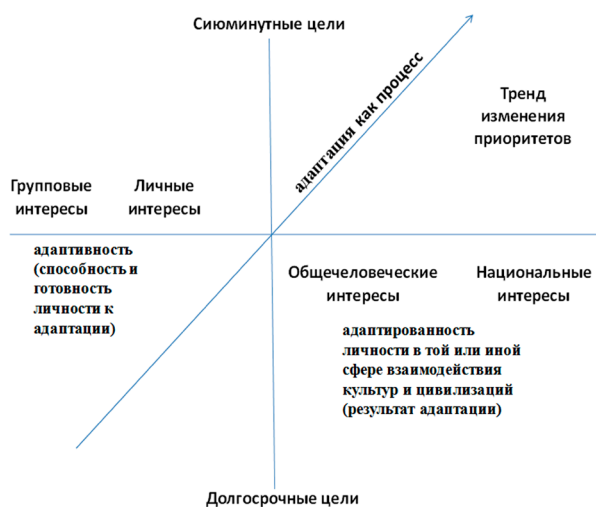 Сиюминутные цели
адаптация как процесс
Тренд
изменения
приоритетов
Групповые
интересы
Личные
интересы
адаптивность
(способность и
готовность
личности к
адаптации)
Общечеловеческие
интересы
Национальные
интересы
адаптированность
личности в той или иной
сфере взаимодействия
культур и цивилизаций
(результат адаптации)
Долгосрочные цели